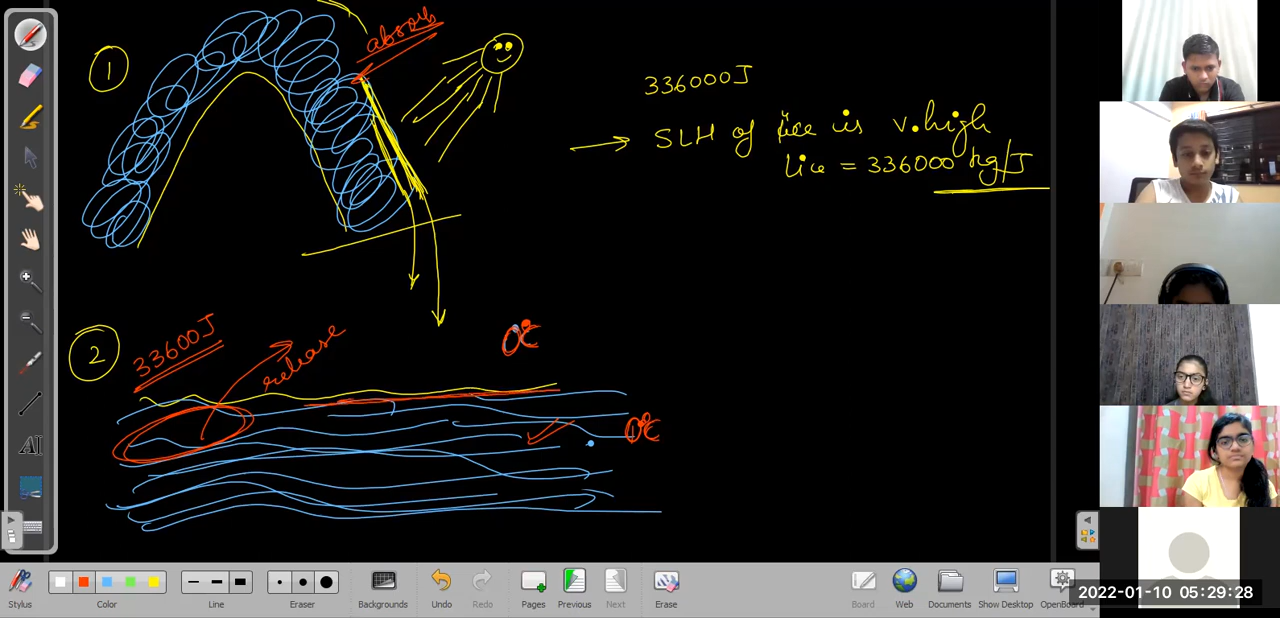 1
absorb
336000J
→ SLH of ice is v.high
Lice = 336000 kg/J
2
33600J
release
0°C
0°C
AI
Stylus
Color
Line
Eraser
Backgrounds
Undo
Redo
Pages
Previous
Next
Erase
Board
Web
Documents
Show Desktop
OpenBoard
2022-01-10 05:29:28